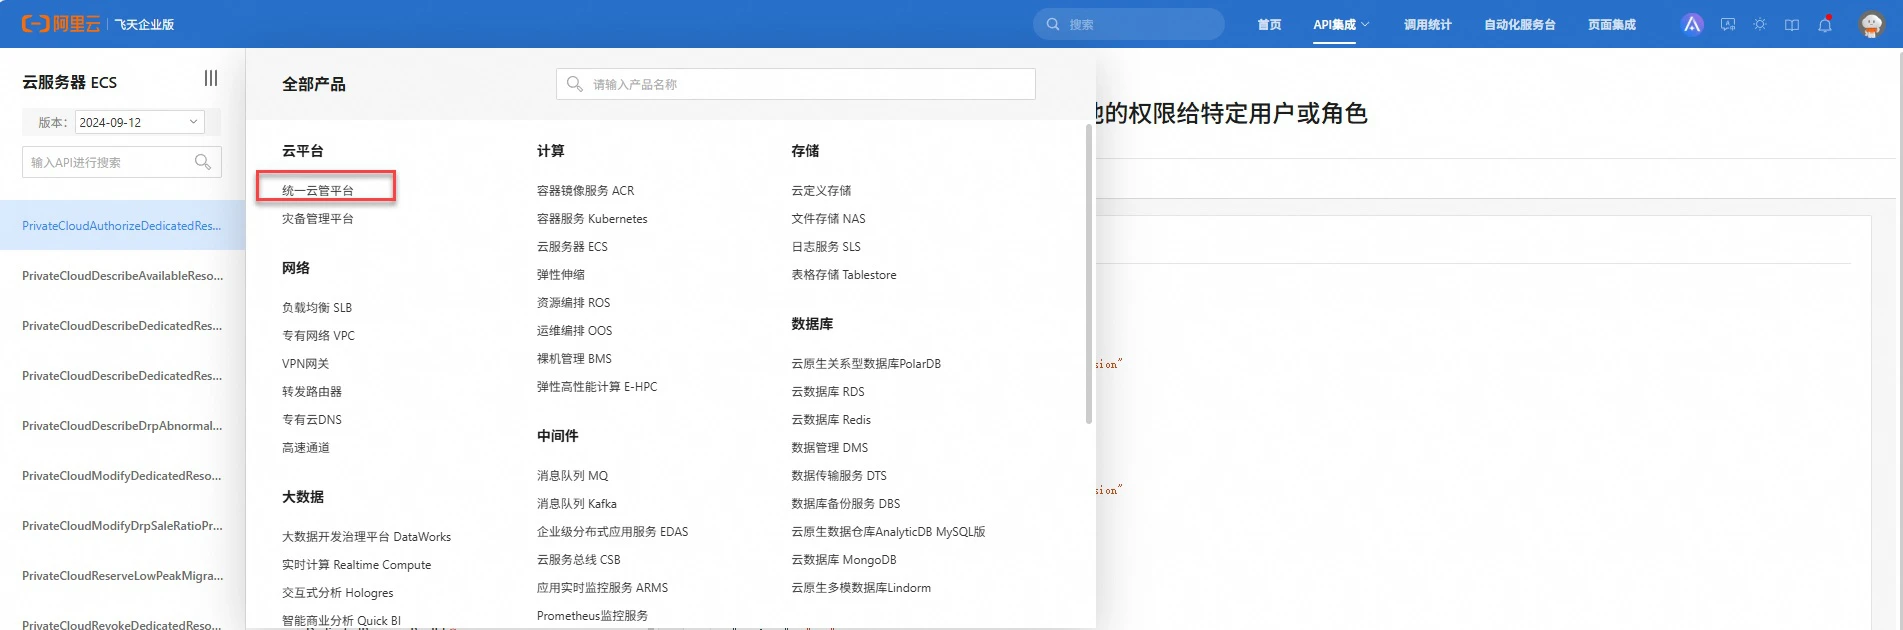 阿里云 飞天企业版
搜索
首页 API集成 调用统计 自动化服务台 页面集成
云服务器 ECS
版本: 2024-09-12
输入API进行搜索
PrivateCloudAuthorizeDedicatedRes...
PrivateCloudDescribeAvailableReso...
PrivateCloudDescribeDedicatedRes...
PrivateCloudDescribeDedicatedRes...
PrivateCloudDescribeDrpAbnormal...
PrivateCloudModifyDedicatedReso...
PrivateCloudModifyDrpSaleRatioPr...
PrivateCloudReserveLowPeakMigra...
PrivateCloudRevokeDedicatedReso...
全部产品
请输入产品名称
云平台
统一云管平台
灾备管理平台
网络
负载均衡 SLB
专有网络 VPC
VPN网关
转发路由器
专有云DNS
高速通道
大数据
大数据开发治理平台 DataWorks
实时计算 Realtime Compute
交互式分析 Hologres
智能商业分析 Quick BI
计算
容器镜像服务 ACR
容器服务 Kubernetes
云服务器 ECS
弹性伸缩
资源编排 ROS
运维编排 OOS
裸机管理 BMS
弹性高性能计算 E-HPC
中间件
消息队列 MQ
消息队列 Kafka
企业级分布式应用服务 EDAS
云服务总线 CSB
应用实时监控服务 ARMS
Prometheus监控服务
存储
云定义存储
文件存储 NAS
日志服务 SLS
表格存储 Tablestore
数据库
云原生关系型数据库PolarDB
云数据库 RDS
云数据库 Redis
数据管理 DMS
数据传输服务 DTS
数据库备份服务 DBS
云原生数据仓库AnalyticDB MySQL版
云数据库 MongoDB
云原生多模数据库Lindorm
的权限给特定用户或角色
sion"
sion"